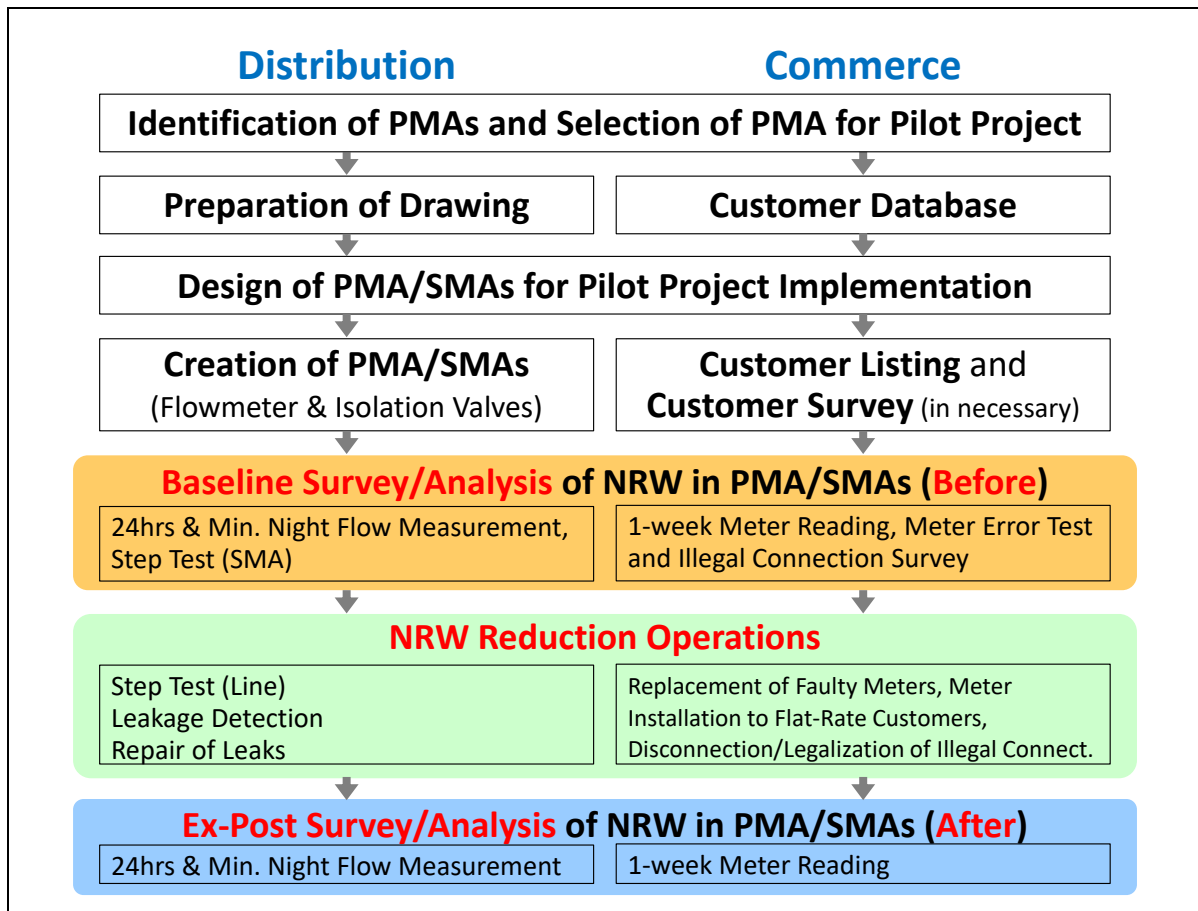 Distribution
Commerce
Identification of PMAs and Selection of PMA for Pilot Project
Preparation of Drawing
Customer Database
Design of PMA/SMAs for Pilot Project Implementation
Creation of PMA/SMAs
(Flowmeter & Isolation Valves)
Customer Listing and
Customer Survey (in necessary)
Baseline Survey/Analysis of NRW in PMA/SMAs (Before)
24hrs & Min. Night Flow Measurement,
Step Test (SMA)
1-week Meter Reading, Meter Error Test
and Illegal Connection Survey
NRW Reduction Operations
Step Test (Line)
Leakage Detection
Repair of Leaks
Replacement of Faulty Meters, Meter
Installation to Flat-Rate Customers,
Disconnection/Legalization of Illegal Connect.
Ex-Post Survey/Analysis of NRW in PMA/SMAs (After)
24hrs & Min. Night Flow Measurement
1-week Meter Reading